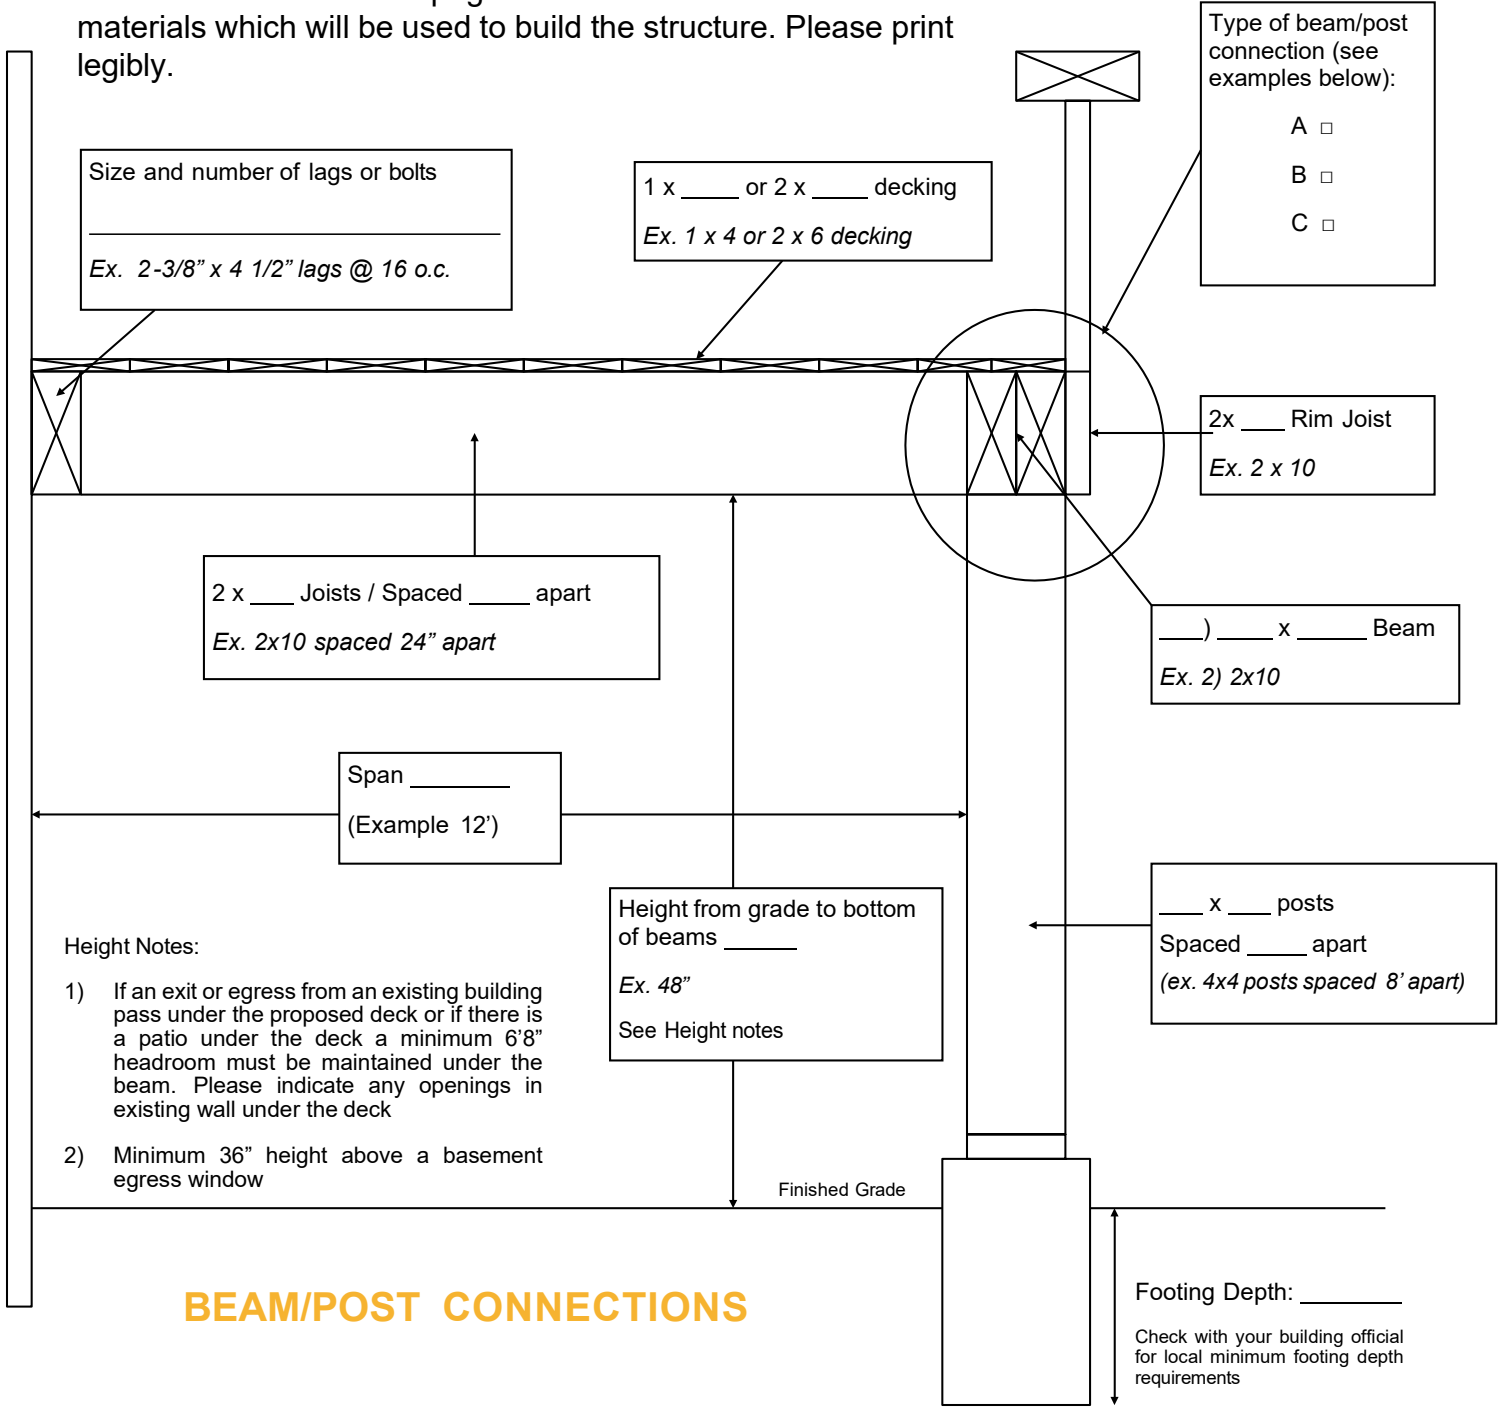 materials which will be used to build the structure. Please print
legibly.
Type of beam/post
connection (see
examples below):
A □
B □
C □
Size and number of lags or bolts
Ex. 2-3/8” x 4 1/2” lags @ 16 o.c.
1 x _____ or 2 x _____ decking
Ex. 1 x 4 or 2 x 6 decking
2x ____ Rim Joist
Ex. 2 x 10
2 x ____ Joists / Spaced _____ apart
Ex. 2x10 spaced 24” apart
____) _____ x ______ Beam
Ex. 2) 2x10
Span ________
(Example 12’)
Height from grade to bottom
of beams ______
Ex. 48”
See Height notes
____ x ____ posts
Spaced _____ apart
(ex. 4x4 posts spaced 8’ apart)
Height Notes:
1) If an exit or egress from an existing building
pass under the proposed deck or if there is
a patio under the deck a minimum 6’8”
headroom must be maintained under the
beam. Please indicate any openings in
existing wall under the deck
2) Minimum 36” height above a basement
egress window
Finished Grade
BEAM/POST CONNECTIONS
Footing Depth: ________
Check with your building official
for local minimum footing depth
requirements